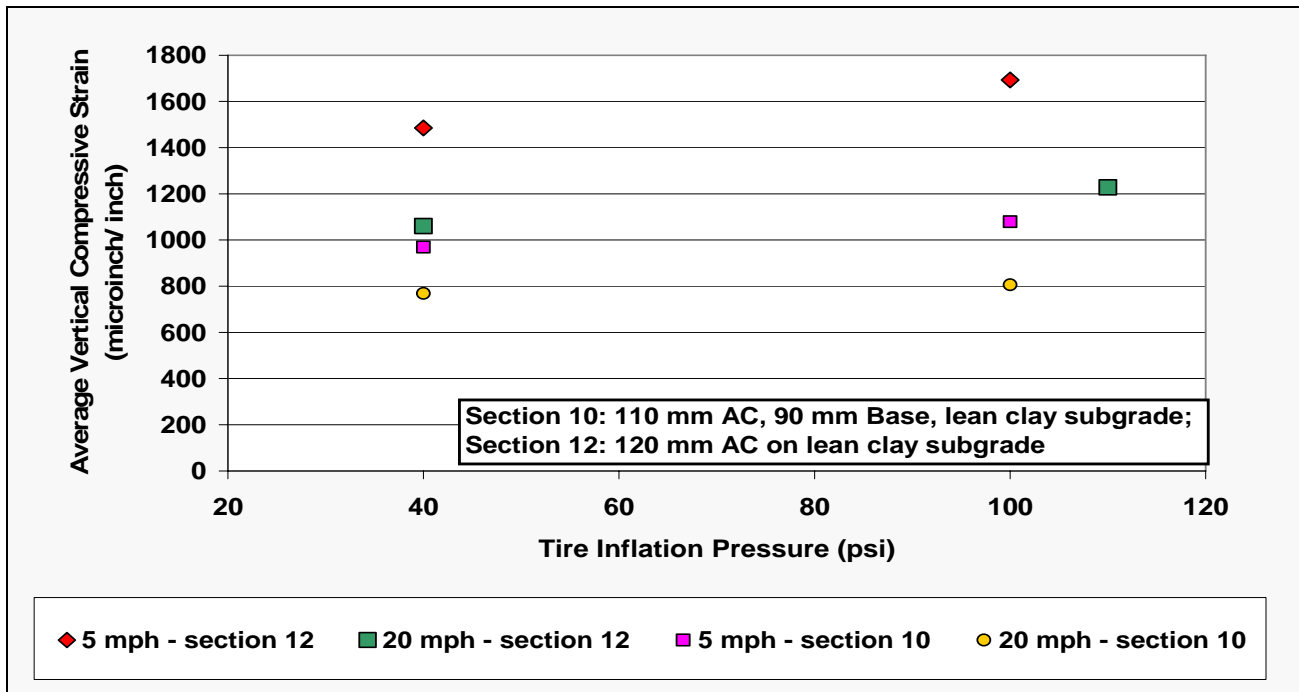 Average Vertical Compressive Strain
(microinch/ inch)
1800
1600
1400
1200
1000
800
600
400
200
0
Section 10: 110 mm AC, 90 mm Base, lean clay subgrade;
Section 12: 120 mm AC on lean clay subgrade
20 40 60 80 100 120
Tire Inflation Pressure (psi)
5 mph - section 12 20 mph - section 12 5 mph - section 10 20 mph - section 10